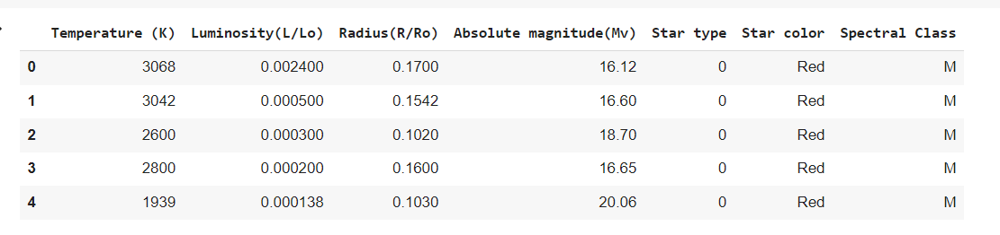 Temperature (K) Luminosity(L/Lo) Radius(R/Ro) Absolute magnitude(Mv) Star type Star color Spectral Class
0 3068 0.002400 0.1700 16.12 0 Red M
1 3042 0.000500 0.1542 16.60 0 Red M
2 2600 0.000300 0.1020 18.70 0 Red M
3 2800 0.000200 0.1600 16.65 0 Red M
4 1939 0.000138 0.1030 20.06 0 Red M